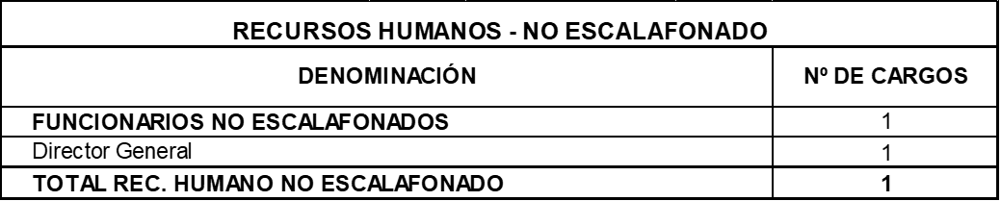 RECURSOS HUMANOS - NO ESCALAFONADO
DENOMINACIÓN Nº DE CARGOS
FUNCIONARIOS NO ESCALAFONADOS 1
Director General 1
TOTAL REC. HUMANO NO ESCALAFONADO 1